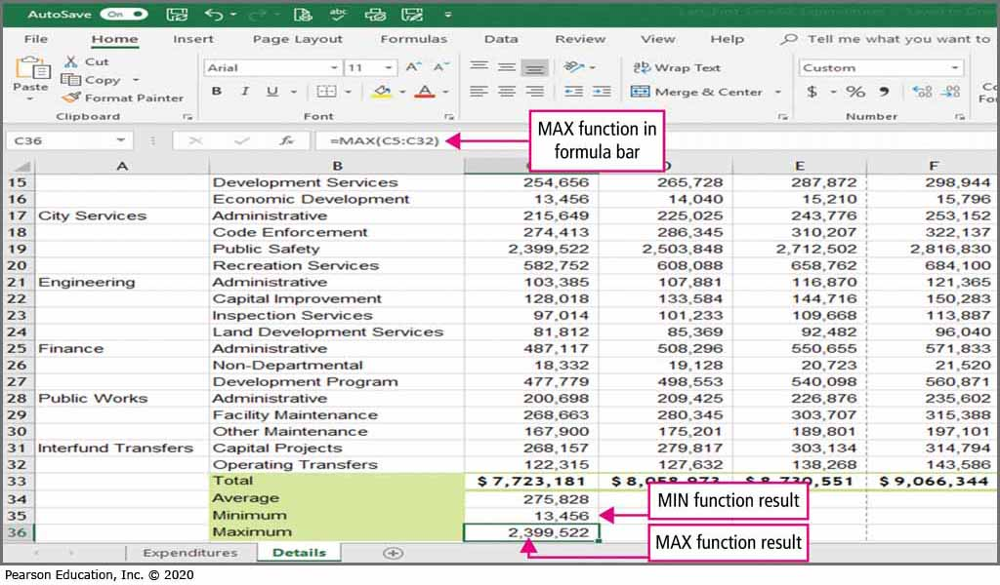 AutoSave On
File Home Insert Page Layout Formulas Data Review View Help Tell me what you want to
Paste
Cut
Copy
Format Painter
Clipboard
Arial 11
B I U A
Font
Wrap Text
Merge & Center
Custom
$ % 9
Number
C36 fx =MAX(C5:C32)
MAX function in
formula bar
A B D E F
15 Development Services 254,656 265,728 287,872 298,944
16 Economic Development 13,456 14,040 15,210 15,796
17 City Services Administrative 215,649 225,025 243,776 253,152
18 Code Enforcement 274,413 286,345 310,207 322,137
19 Public Safety 2,399,522 2,503,848 2,712,502 2,816,830
20 Recreation Services 582,752 608,088 658,762 684,100
21 Engineering Administrative 103,385 107,881 116,870 121,365
22 Capital Improvement 128,018 133,584 144,716 150,283
23 Inspection Services 97,014 101,233 109,668 113,887
24 Land Development Services 81,812 85,369 92,482 96,040
25 Finance Administrative 487,117 508,296 550,655 571,833
26 Non-Departmental 18,332 19,128 20,723 21,520
27 Development Program 477,779 498,553 540,098 560,871
28 Public Works Administrative 200,698 209,425 226,876 235,602
29 Facility Maintenance 268,663 280,345 303,707 315,388
30 Other Maintenance 167,900 175,201 189,801 197,101
31 Interfund Transfers Capital Projects 268,157 279,817 303,134 314,794
32 Operating Transfers 122,315 127,632 138,268 143,586
33 Total $ 7,723,181 $ 8,058,973 $ 8,730,551 $ 9,066,344
34 Average 275,828
35 Minimum 13,456
MIN function result
36 Maximum 2,399,522
MAX function result
Expenditures Details
Pearson Education, Inc. © 2020